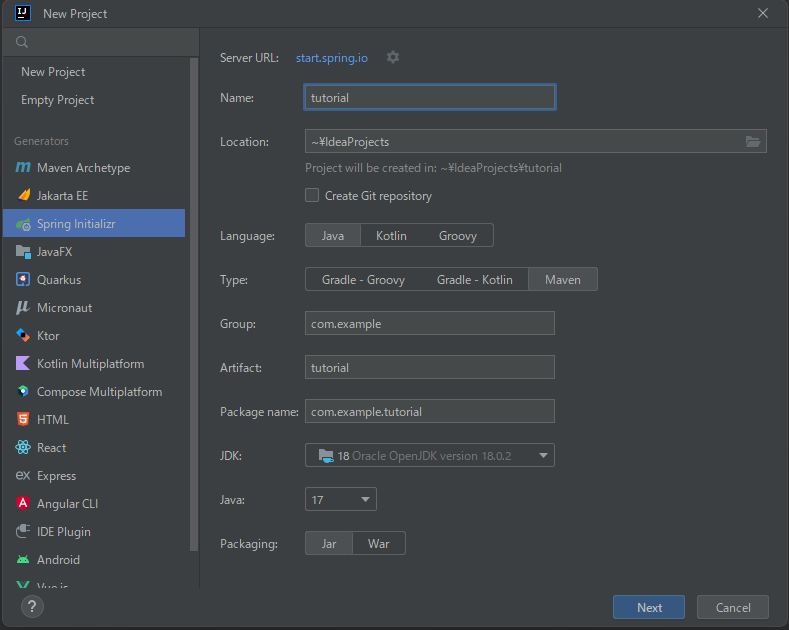 New Project
New Project
Empty Project
Generators
Maven Archetype
Jakarta EE
Spring Initializr
JavaFX
Quarkus
Micronaut
Ktor
Kotlin Multiplatform
Compose Multiplatform
HTML
React
Express
Angular CLI
IDE Plugin
Android
Vue.js
Server URL: start.spring.io
Name: tutorial
Location: ~¥IdeaProjects
Project will be created in: ~¥IdeaProjects¥tutorial
Create Git repository
Language: Java Kotlin Groovy
Type: Gradle - Groovy Gradle - Kotlin Maven
Group: com.example
Artifact: tutorial
Package name: com.example.tutorial
JDK: 18 Oracle OpenJDK version 18.0.2
Java: 17
Packaging: Jar War
? Next Cancel